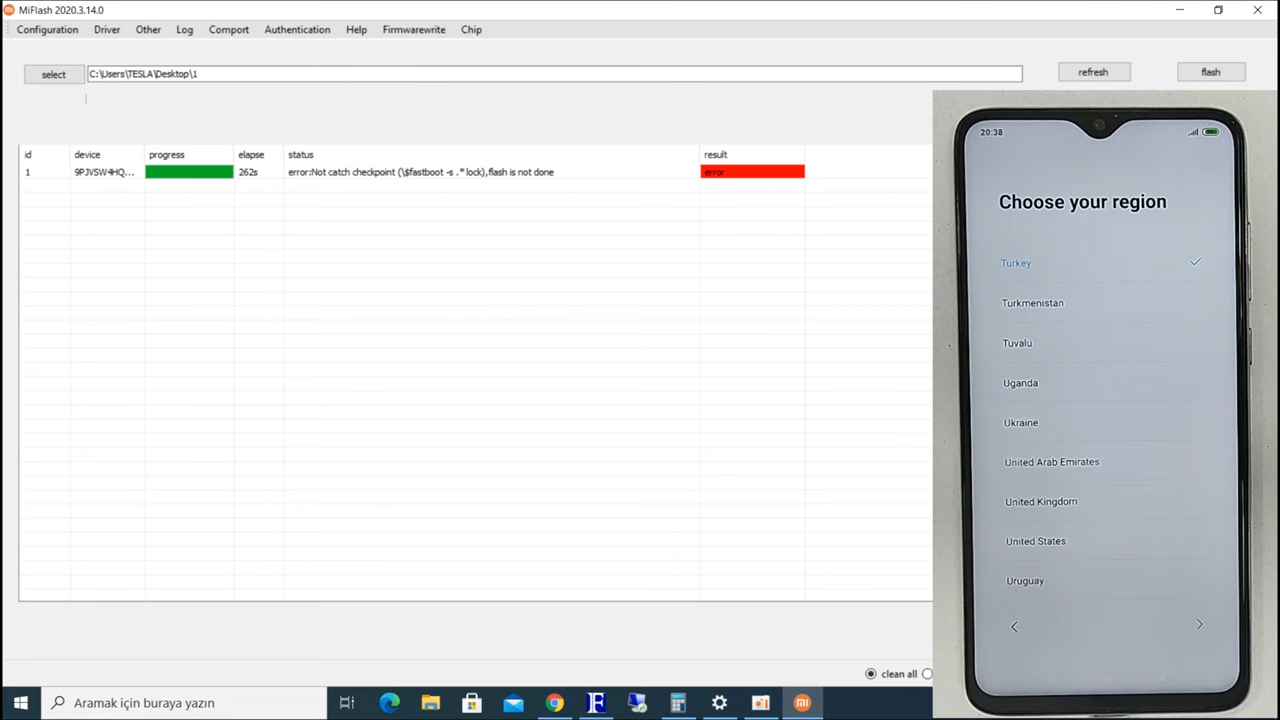 MiFlash 2020.3.14.0
Configuration Driver Other Log Comport Authentication Help Firmwarewrite Chip
select C:\Users\TESLA\Desktop\1 refresh flash
id device progress elapse status result
1 9PJVSW4HQ... 262s error:Not catch checkpoint (\$fastboot -s .* lock),flash is not done error
clean all
Aramak için buraya yazın
20:38
Choose your region
Turkey
Turkmenistan
Tuvalu
Uganda
Ukraine
United Arab Emirates
United Kingdom
United States
Uruguay